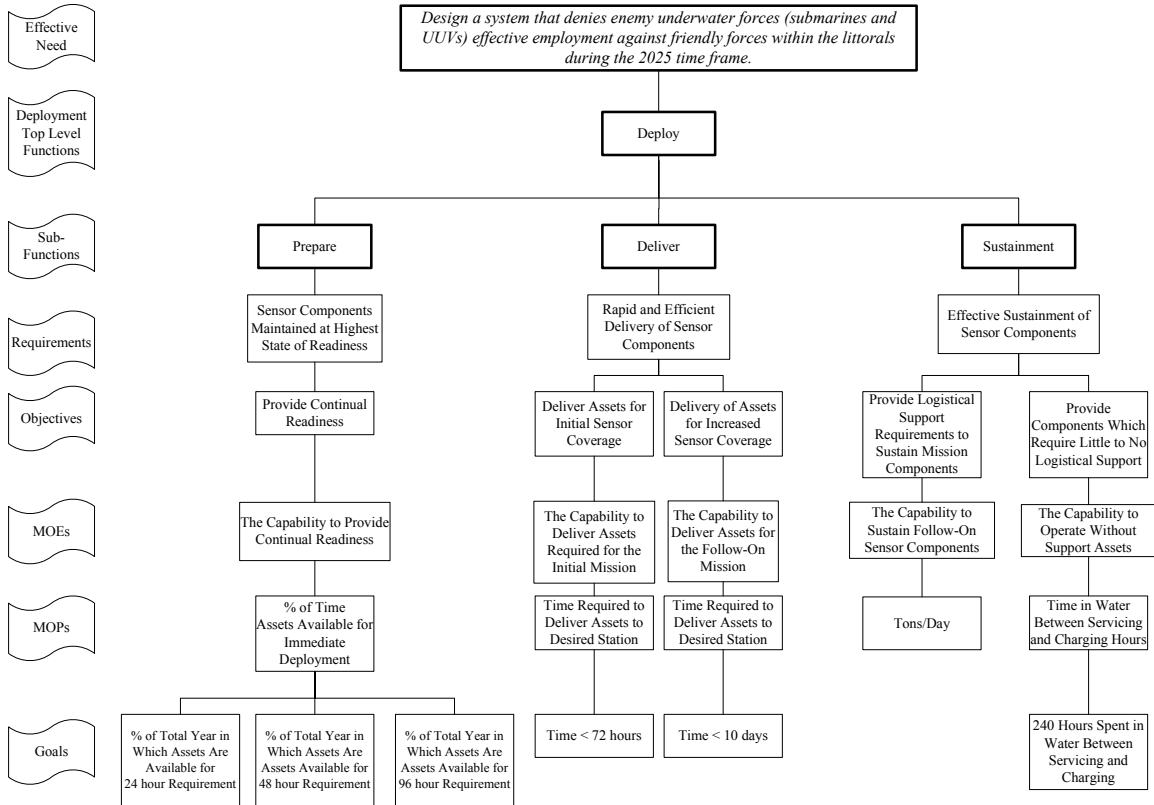 Effective
Need
Design a system that denies enemy underwater forces (submarines and
UUVs) effective employment against friendly forces within the littorals
during the 2025 time frame.
Deployment
Top Level
Functions
Deploy
Sub-
Functions
Prepare
Deliver
Sustainment
Requirements
Sensor Components
Maintained at Highest
State of Readiness
Rapid and Efficient
Delivery of Sensor
Components
Effective Sustainment of
Sensor Components
Objectives
Provide Continual
Readiness
Deliver Assets for
Initial Sensor
Coverage
Delivery of Assets
for Increased
Sensor Coverage
Provide Logistical
Support
Requirements to
Sustain Mission
Components
Provide
Components Which
Require Little to No
Logistical Support
MOEs
The Capability to Provide
Continual Readiness
The Capability to
Deliver Assets
Required for the
Initial Mission
The Capability to
Deliver Assets for
the Follow-On
Mission
The Capability to
Sustain Follow-On
Sensor Components
The Capability to
Operate Without
Support Assets
MOPs
% of Time
Assets Available for
Immediate
Deployment
Time Required to
Deliver Assets to
Desired Station
Time Required to
Deliver Assets to
Desired Station
Tons/Day
Time in Water
Between Servicing
and Charging Hours
Goals
% of Total Year in
Which Assets Are
Available for
24 hour Requirement
% of Total Year in
Which Assets Are
Assets Available for
48 hour Requirement
% of Total Year in
Which Assets Are
Assets Available for
96 hour Requirement
Time < 72 hours
Time < 10 days
240 Hours Spent in
Water Between
Servicing and
Charging